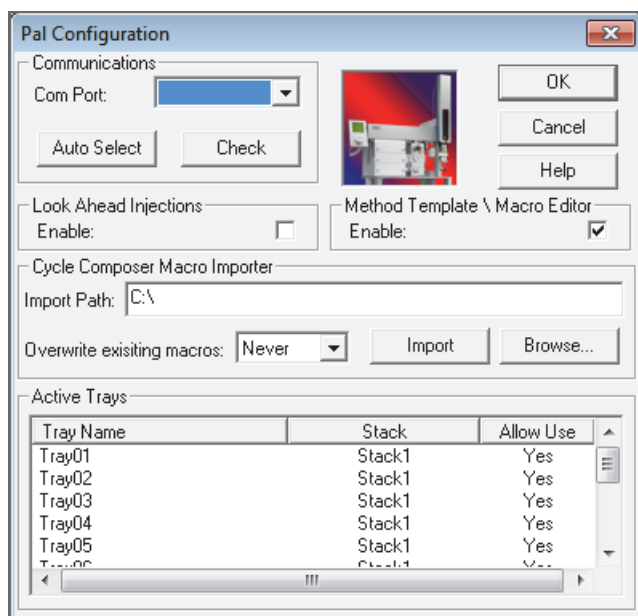 Pal Configuration
Communications
Com Port:
OK
Auto Select
Check
Cancel
Help
Look Ahead Injections
Enable:
Method Template \ Macro Editor
Enable:
Cycle Composer Macro Importer
Import Path: C:\
Overwrite exisiting macros: Never Import Browse...
Active Trays
Tray Name Stack Allow Use
Tray01 Stack1 Yes
Tray02 Stack1 Yes
Tray03 Stack1 Yes
Tray04 Stack1 Yes
Tray05 Stack1 Yes